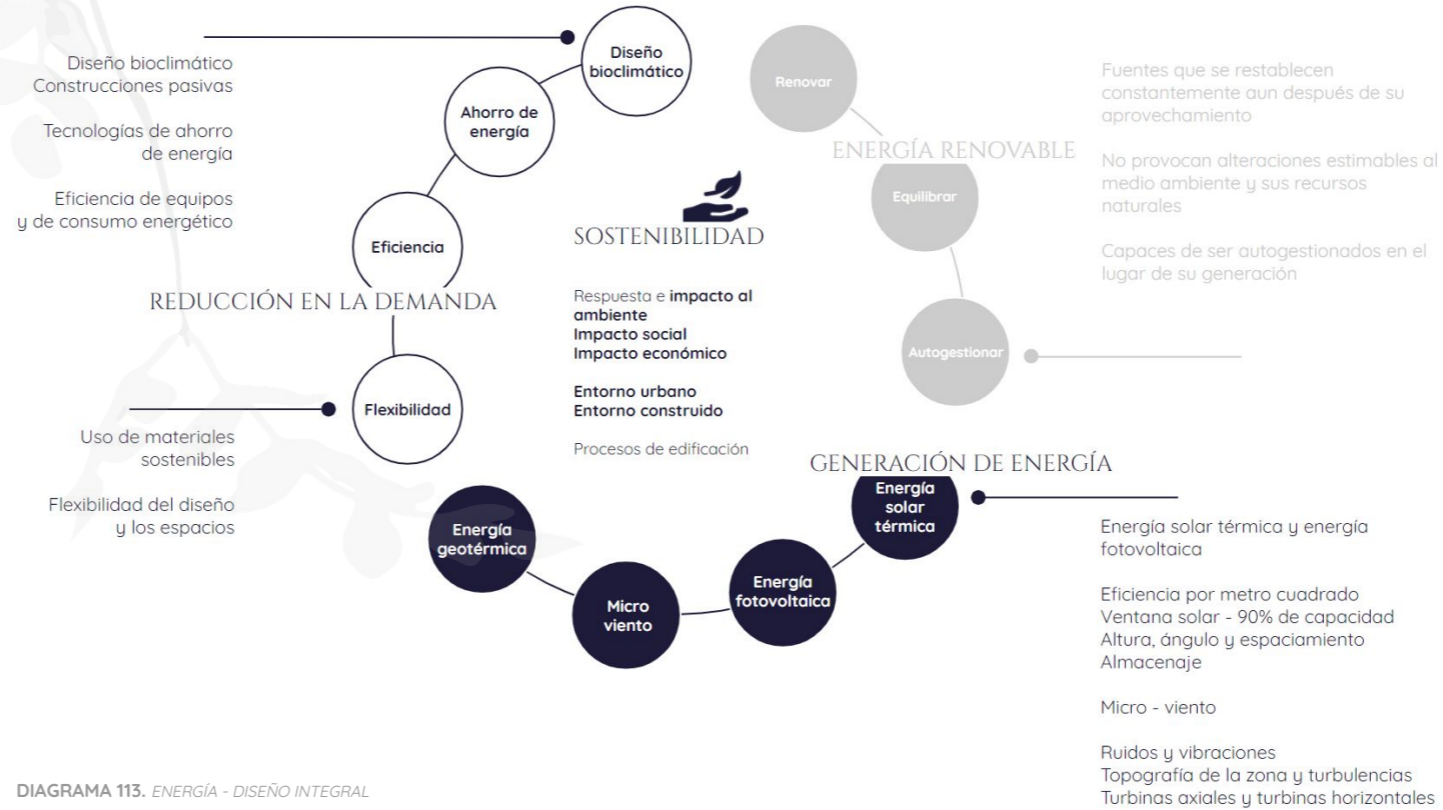 Diseño bioclimático
Construcciones pasivas
Tecnologías de ahorro
de energía
Eficiencia de equipos
y de consumo energético
Diseño
bioclimático
Ahorro de
energía
Eficiencia
REDUCCIÓN EN LA DEMANDA
Flexibilidad
Uso de materiales
sostenibles
Flexibilidad del diseño
y los espacios
SOSTENIBILIDAD
Respuesta e impacto al
ambiente
Impacto social
Impacto económico
Entorno urbano
Entorno construido
Procesos de edificación
Renovar
ENERGÍA RENOVABLE
Equilibrar
Autogestionar
Fuentes que se restablecen
constantemente aun después de su
aprovechamiento
No provocan alteraciones estimables al
medio ambiente y sus recursos
naturales
Capaces de ser autogestionados en el
lugar de su generación
GENERACIÓN DE ENERGÍA
Energía
solar
térmica
Energía
fotovoltaica
Micro
viento
Energía
geotérmica
Energía solar térmica y energía
fotovoltaica
Eficiencia por metro cuadrado
Ventana solar - 90% de capacidad
Altura, ángulo y espaciamiento
Almacenaje
Micro - viento
Ruidos y vibraciones
Topografía de la zona y turbulencias
Turbinas axiales y turbinas horizontales
DIAGRAMA 113. ENERGÍA - DISEÑO INTEGRAL